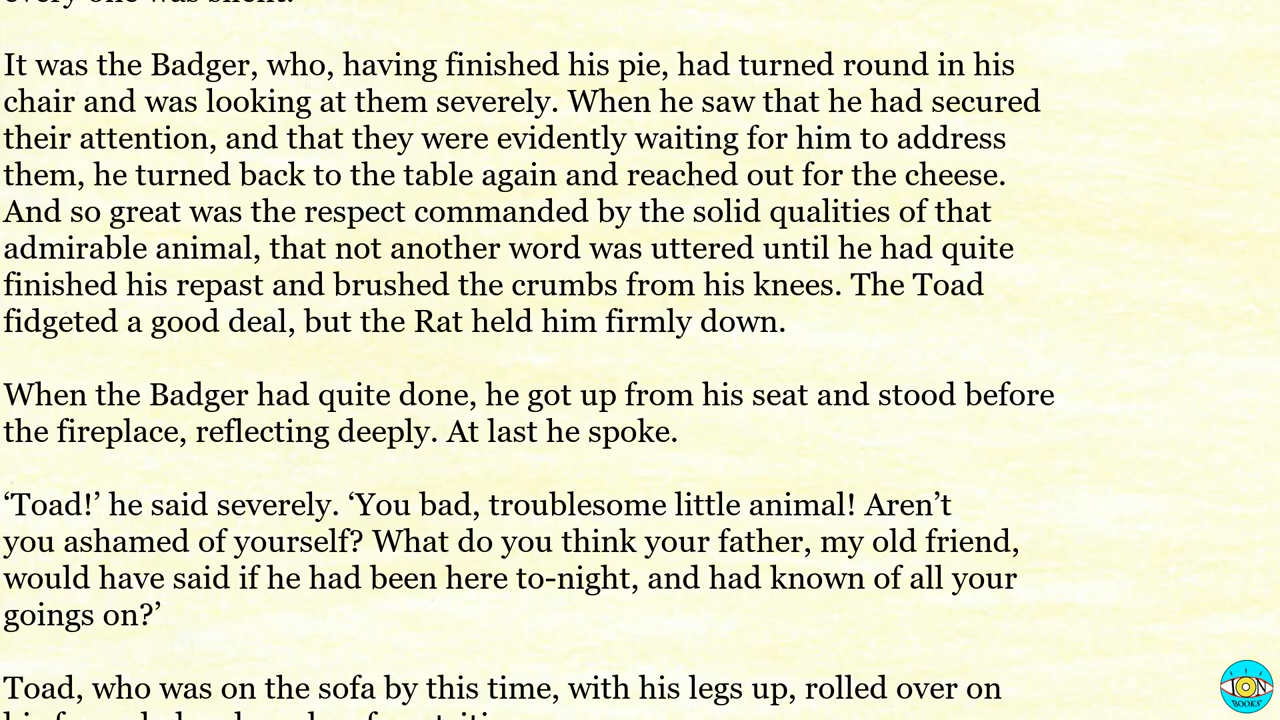 every one was silent.
It was the Badger, who, having finished his pie, had turned round in his
chair and was looking at them severely. When he saw that he had secured
their attention, and that they were evidently waiting for him to address
them, he turned back to the table again and reached out for the cheese.
And so great was the respect commanded by the solid qualities of that
admirable animal, that not another word was uttered until he had quite
finished his repast and brushed the crumbs from his knees. The Toad
fidgeted a good deal, but the Rat held him firmly down.
When the Badger had quite done, he got up from his seat and stood before
the fireplace, reflecting deeply. At last he spoke.
‘Toad!’ he said severely. ‘You bad, troublesome little animal! Aren’t
you ashamed of yourself? What do you think your father, my old friend,
would have said if he had been here to-night, and had known of all your
goings on?’
Toad, who was on the sofa by this time, with his legs up, rolled over on
ION
BOOKS